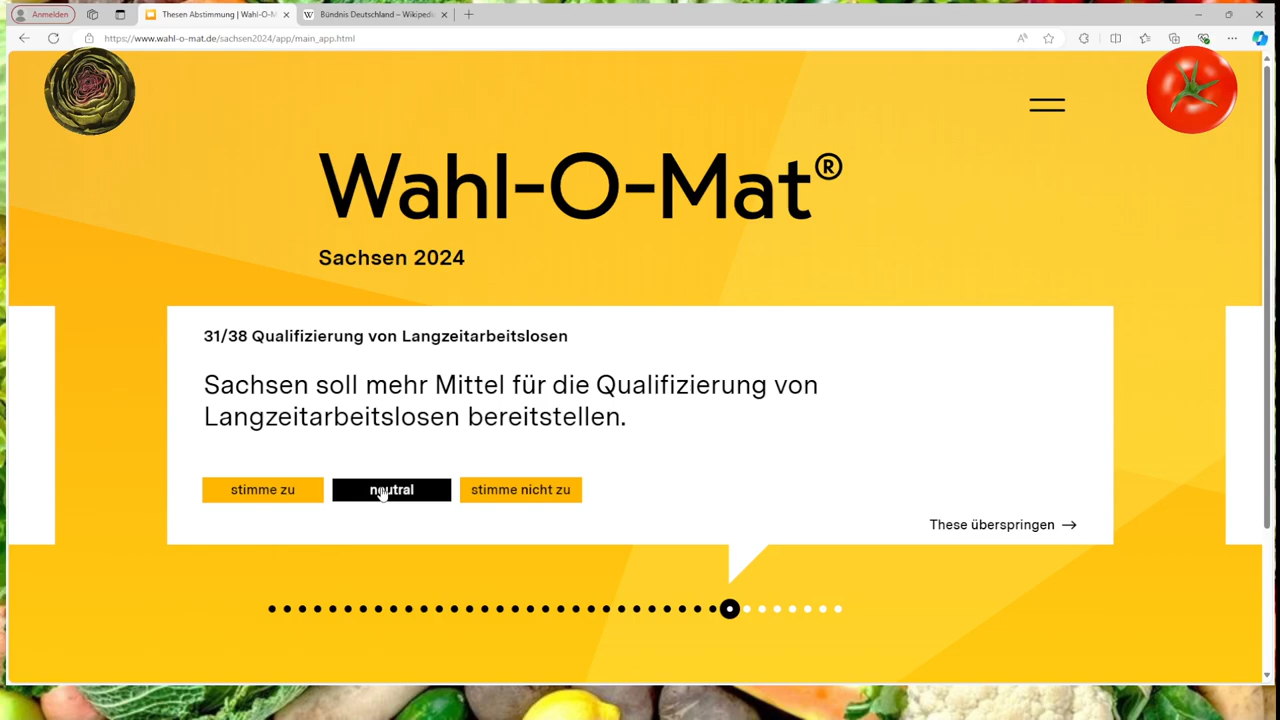 Anmelden
Thesen Abstimmung | Wahl-O-M
Bündnis Deutschland – Wikipedi
https://www.wahl-o-mat.de/sachsen2024/app/main_app.html
Wahl-O-Mat®
Sachsen 2024
31/38 Qualifizierung von Langzeitarbeitslosen
Sachsen soll mehr Mittel für die Qualifizierung von
Langzeitarbeitslosen bereitstellen.
stimme zu
neutral
stimme nicht zu
These überspringen →